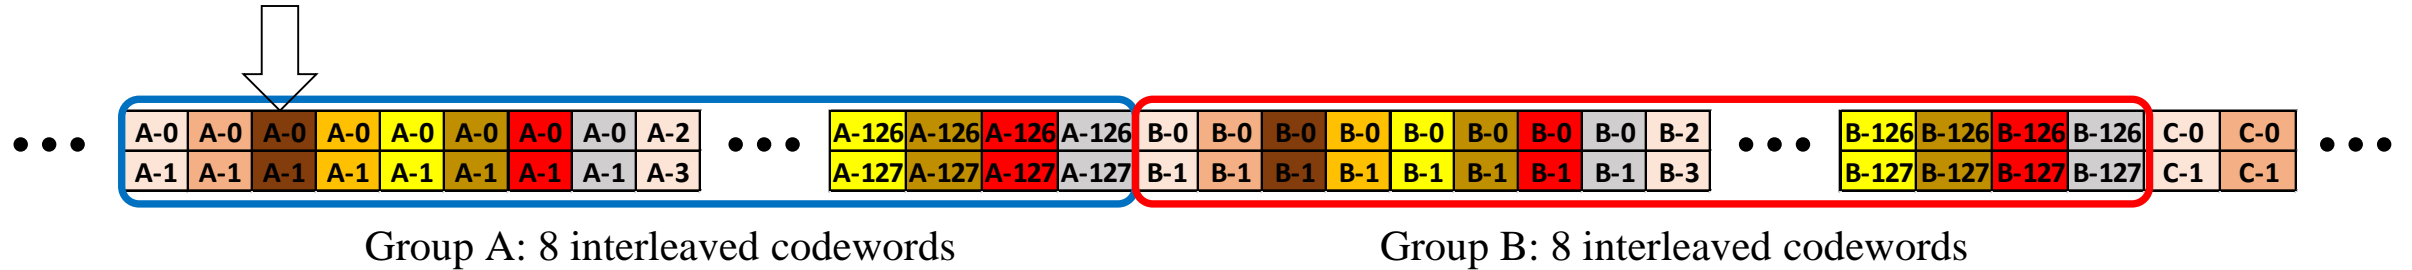 A-0 A-0 A-0 A-0 A-0 A-0 A-0 A-0 A-2 ••• A-126 A-126 A-126 A-126 B-0 B-0 B-0 B-0 B-0 B-0 B-0 B-0 B-2 ••• B-126 B-126 B-126 B-126 C-0 C-0
A-1 A-1 A-1 A-1 A-1 A-1 A-1 A-1 A-3 A-127 A-127 A-127 A-127 B-1 B-1 B-1 B-1 B-1 B-1 B-1 B-1 B-3 B-127 B-127 B-127 B-127 C-1 C-1
Group A: 8 interleaved codewords Group B: 8 interleaved codewords